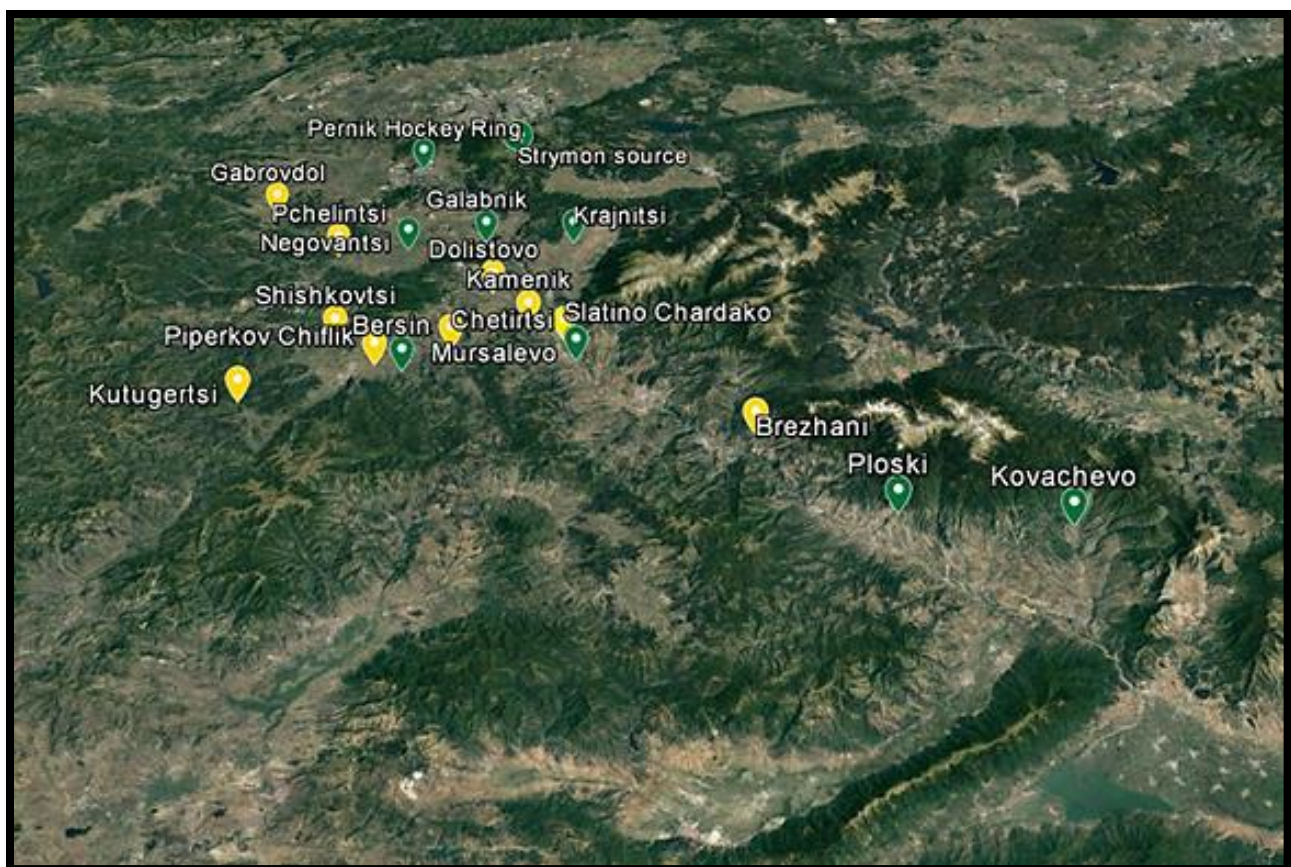 Pernik Hockey Ring
Strymon source
Gabrovdol
Pchelintsi
Galabnik
Krajnitsi
Negovantsi
Dolistovo
Kamenik
Shishkovtsi
Piperkov Chiflik
Bersin
Chetirtsi
Slatino Chardako
Mursalevo
Kutugertsi
Brezhani
Ploski
Kovachevo